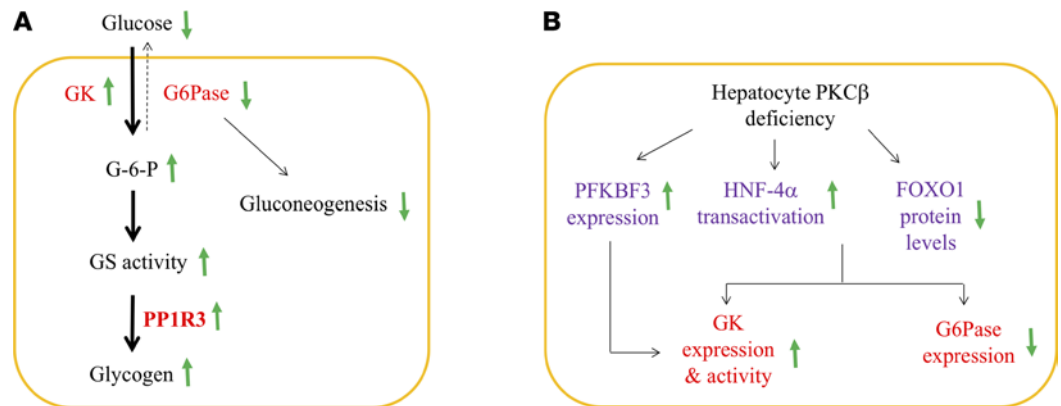 A
Glucose
GK
G6Pase
G-6-P
Gluconeogenesis
GS activity
PP1R3
Glycogen
B
Hepatocyte PKCβ
deficiency
PFKBF3
expression
HNF-4α
transactivation
FOXO1
protein
levels
GK
expression
& activity
G6Pase
expression